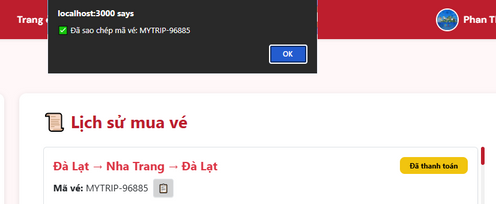 Trang
localhost:3000 says
✅ Đã sao chép mã vé: MYTRIP-96885
OK
Phan
📜 Lịch sử mua vé
Đà Lạt → Nha Trang → Đà Lạt
Đã thanh toán
Mã vé: MYTRIP-96885 📋